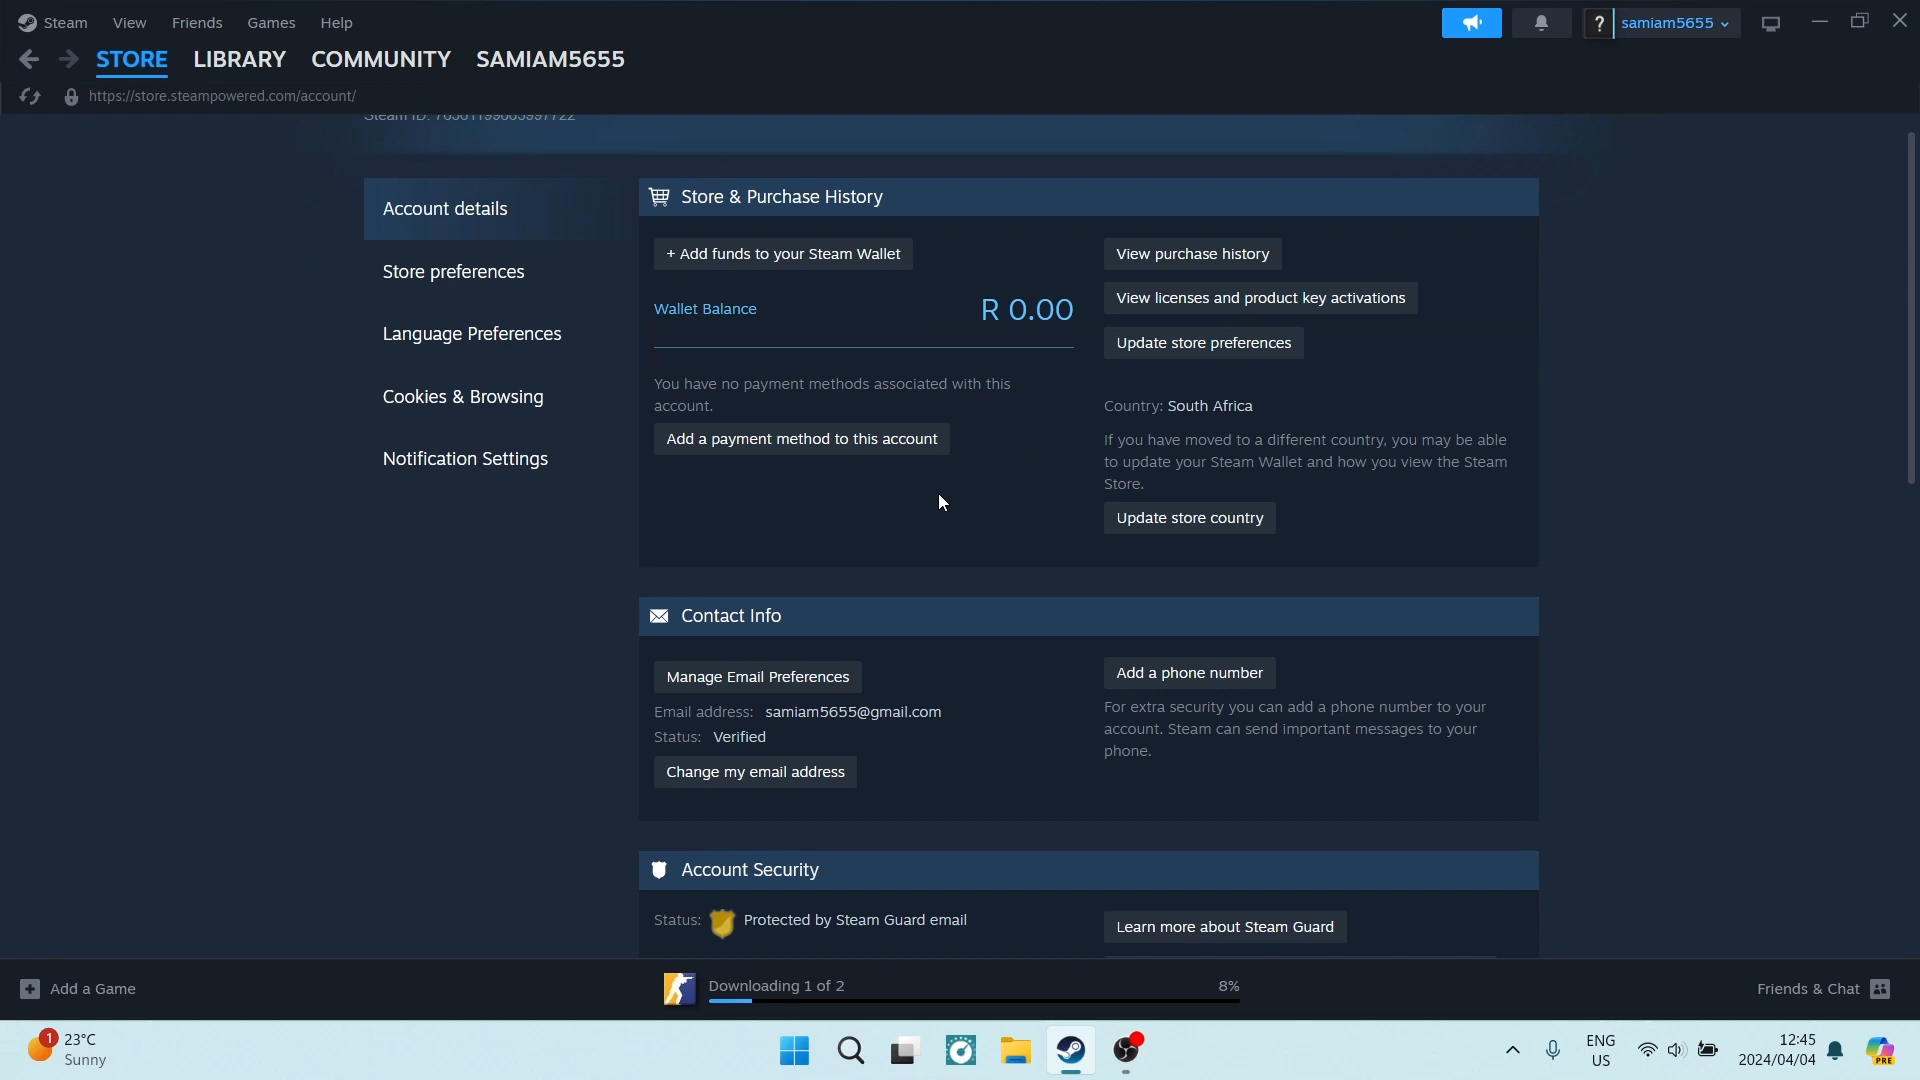 Steam View Friends Games Help
? samiam5655
STORE LIBRARY COMMUNITY SAMIAM5655
https://store.steampowered.com/account/
Steam ID:
Account details
Store preferences
Language Preferences
Cookies & Browsing
Notification Settings
Store & Purchase History
+ Add funds to your Steam Wallet
Wallet Balance R 0.00
You have no payment methods associated with this
account.
Add a payment method to this account
View purchase history
View licenses and product key activations
Update store preferences
Country: South Africa
If you have moved to a different country, you may be able
to update your Steam Wallet and how you view the Steam
Store.
Update store country
Contact Info
Manage Email Preferences
Email address: samiam5655@gmail.com
Status: Verified
Change my email address
Add a phone number
For extra security you can add a phone number to your
account. Steam can send important messages to your
phone.
Account Security
Status: Protected by Steam Guard email
Learn more about Steam Guard
+ Add a Game
Downloading 1 of 2 8%
Friends & Chat
1 23°C
Sunny
ENG
US
12:45
2024/04/04
PRE